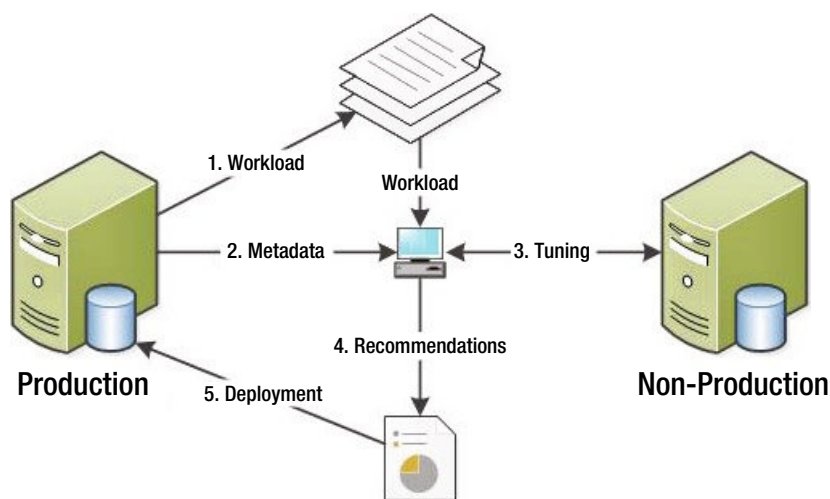 1. Workload
Workload
2. Metadata
3. Tuning
Production
Non-Production
4. Recommendations
5. Deployment